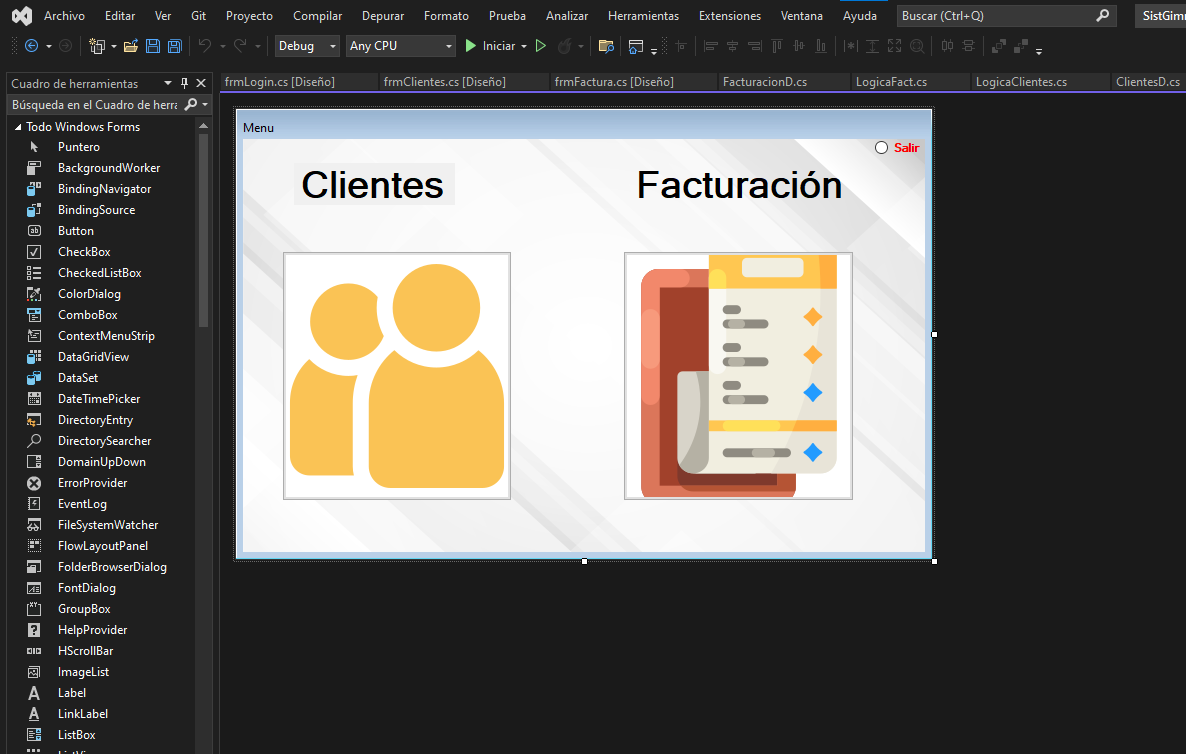 Archivo Editar Ver Git Proyecto Compilar Depurar Formato Prueba Analizar Herramientas Extensiones Ventana Ayuda Buscar (Ctrl+Q) SistGim
Debug Any CPU Iniciar
Cuadro de herramientas
frmLogin.cs [Diseño] frmClientes.cs [Diseño] frmFactura.cs [Diseño] FacturacionD.cs LogicaFact.cs LogicaClientes.cs ClientesD.cs
Búsqueda en el Cuadro de herra
Todo Windows Forms
Puntero
BackgroundWorker
BindingNavigator
BindingSource
Button
CheckBox
CheckedListBox
ColorDialog
ComboBox
ContextMenuStrip
DataGridView
DataSet
DateTimePicker
DirectoryEntry
DirectorySearcher
DomainUpDown
ErrorProvider
EventLog
FileSystemWatcher
FlowLayoutPanel
FolderBrowserDialog
FontDialog
GroupBox
HelpProvider
HScrollBar
ImageList
Label
LinkLabel
ListBox
Menu
Salir
Clientes
Facturación